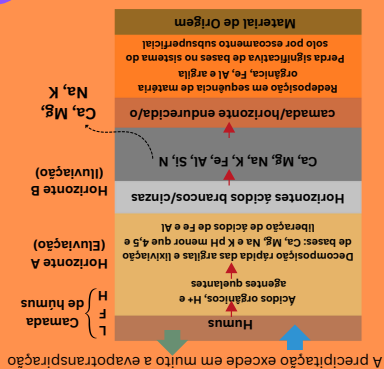 A precipitação excede em muito a evapotranspiração
L
F
H
Camada
de húmus
Humus
Ácidos orgânicos, H+ e
agentes quelantes
Horizonte A
(Eluviação)
Decomposição rápida das argilas e lixiviação
de bases: Ca, Mg, Na e K pH menor que 4,5 e
liberação de ácidos de Fe e Al
Horizontes ácidos brancos/cinzas
Horizonte B
(Iluviação)
Ca, Mg, Na, K, Fe, Al, Si, N
Ca, Mg,
Na, K
camada/horizonte endurecida/o
Redeposição em sequência de matéria
orgânica, Fe, Al e argila
Perda significativa de bases no sistema do
solo por escoamento subsuperficial
Material de Origem